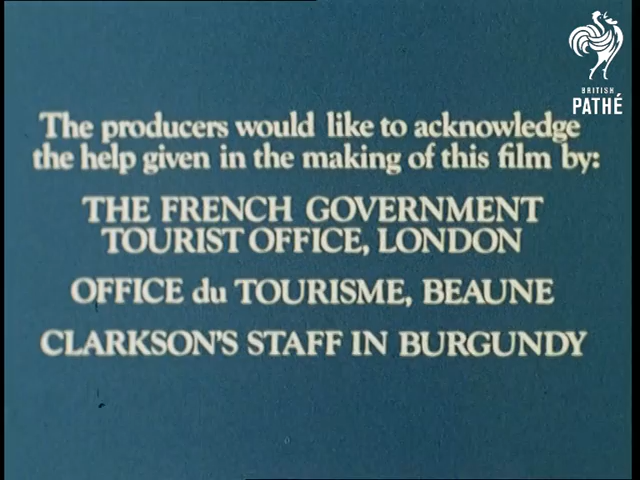 BRITISH
PATHÉ
The producers would like to acknowledge
the help given in the making of this film by:
THE FRENCH GOVERNMENT
TOURIST OFFICE, LONDON
OFFICE du TOURISME, BEAUNE
CLARKSON'S STAFF IN BURGUNDY